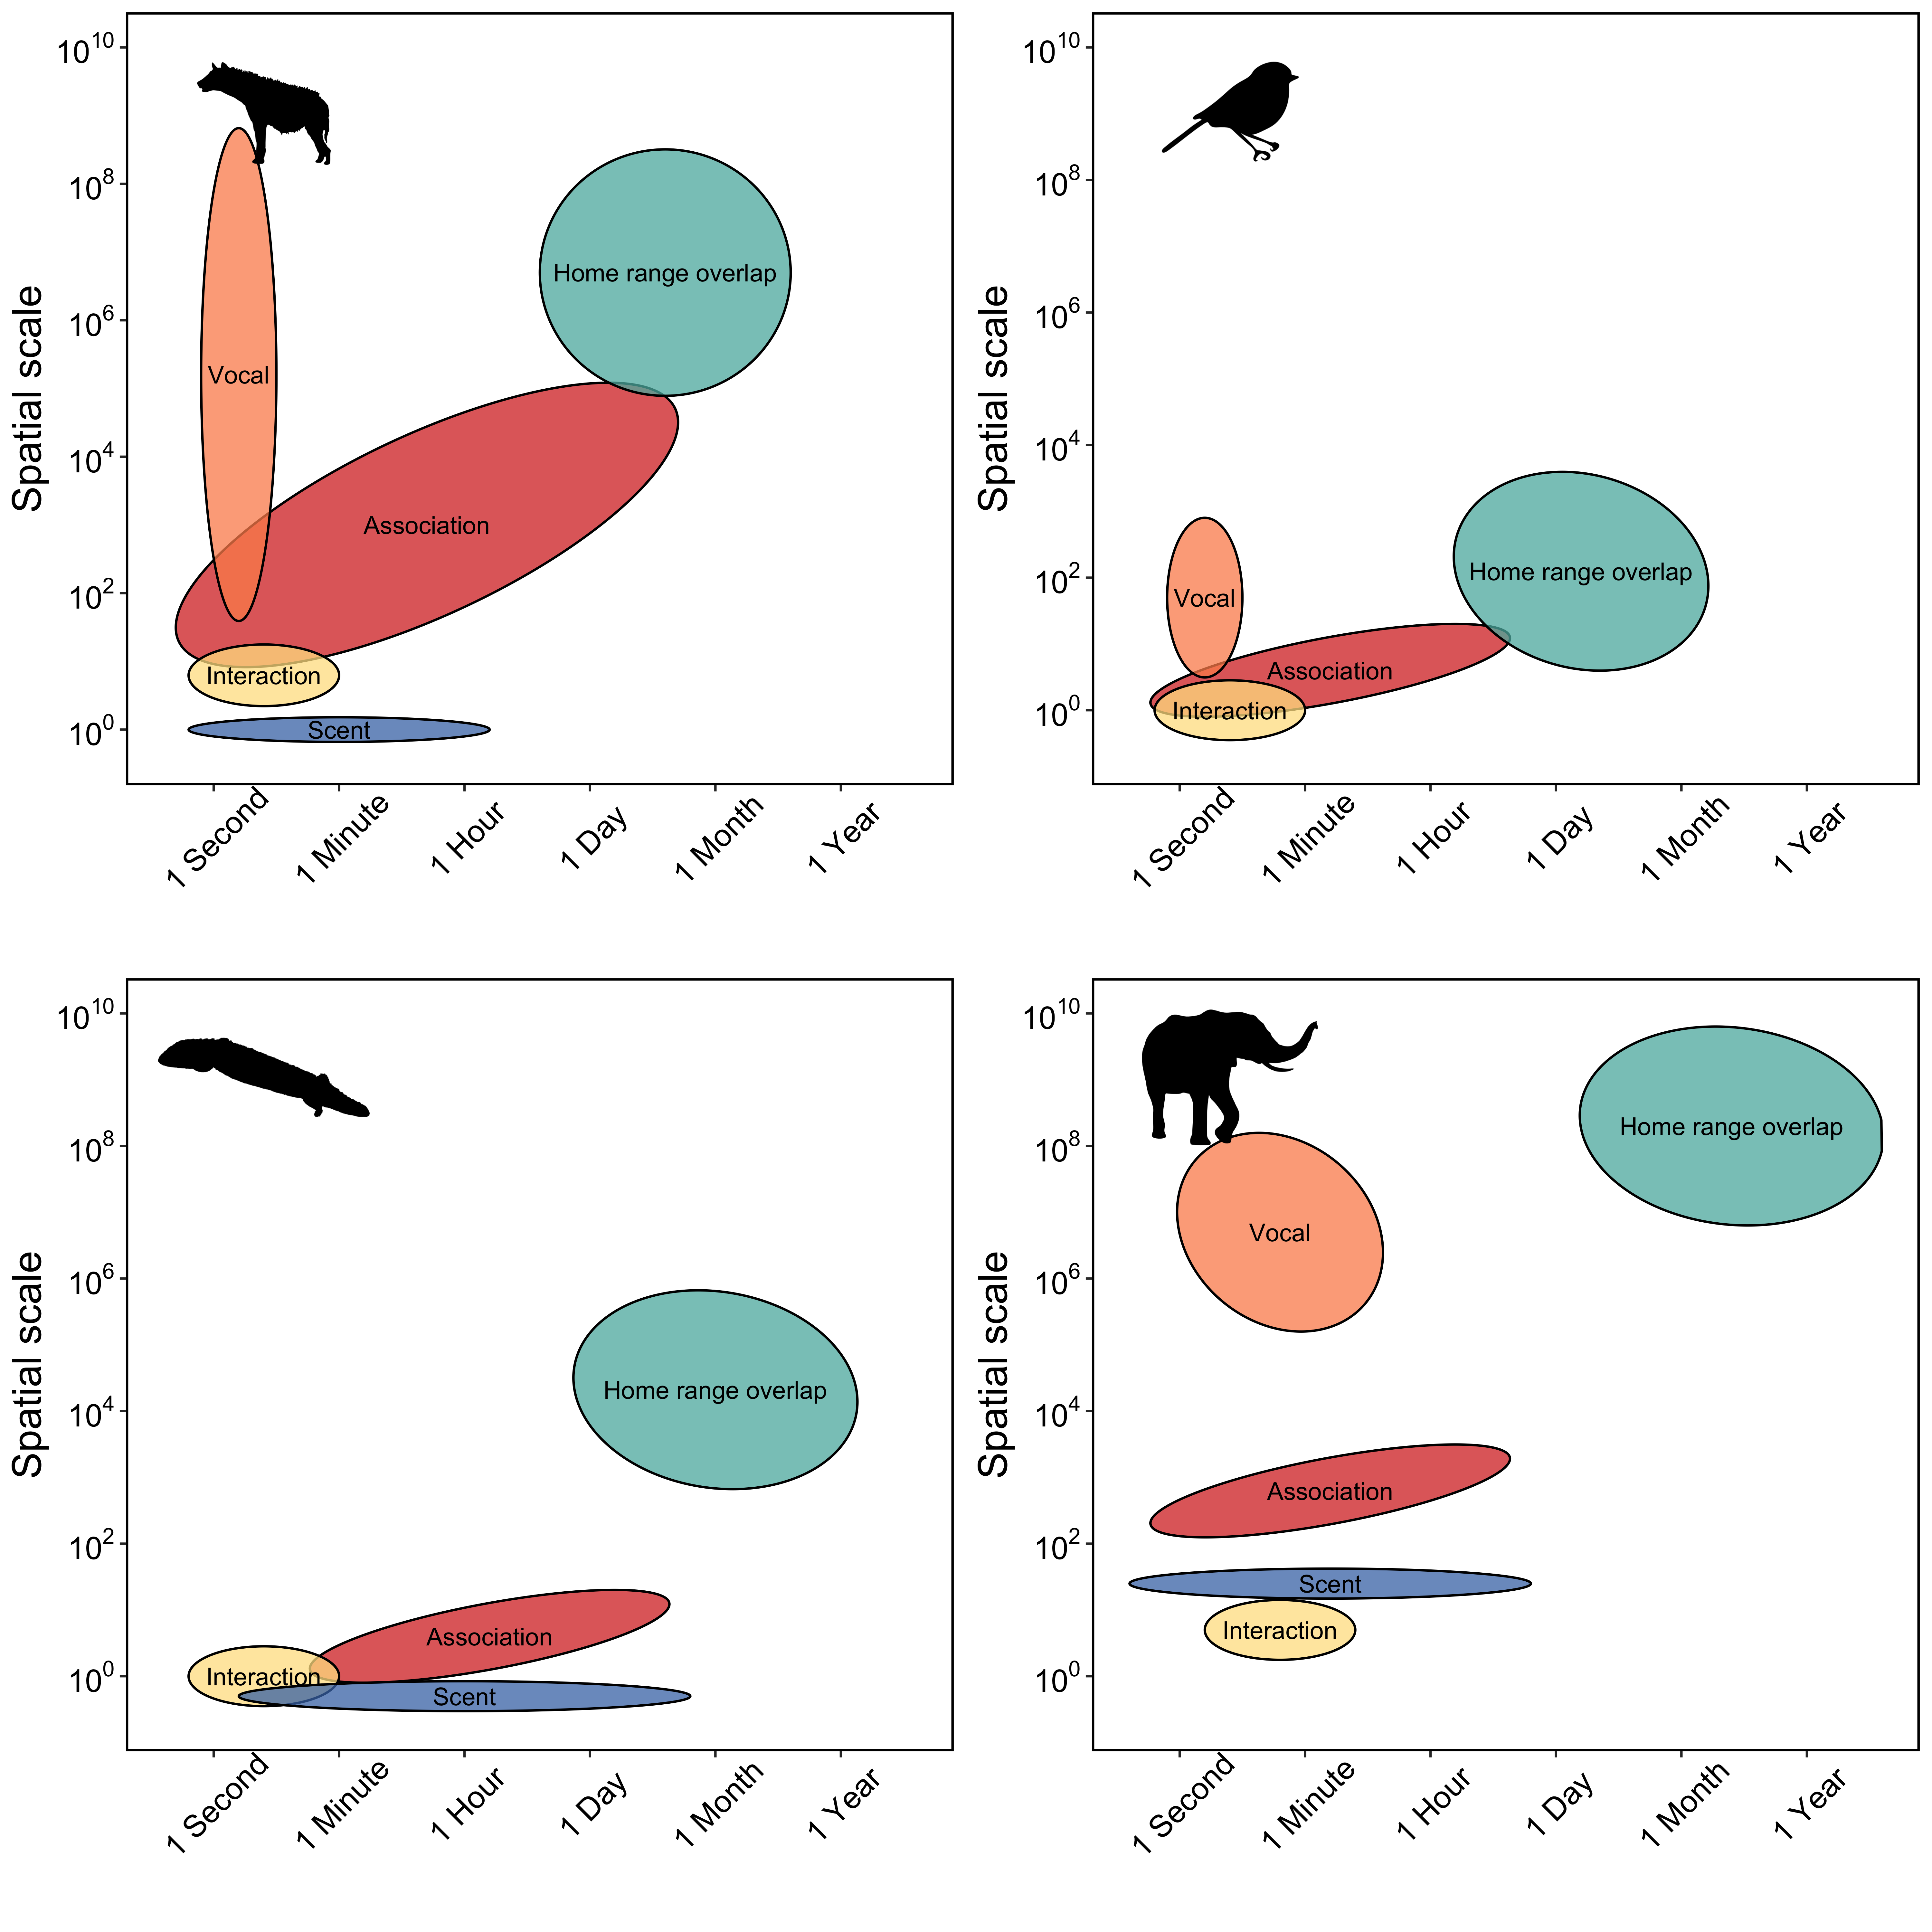 Spatial scale
10^10
10^8
10^6
10^4
10^2
10^0
Vocal
Home range overlap
Association
Interaction
Scent
1 Second
1 Minute
1 Hour
1 Day
1 Month
1 Year
Spatial scale
10^10
10^8
10^6
10^4
10^2
10^0
Vocal
Home range overlap
Association
Interaction
1 Second
1 Minute
1 Hour
1 Day
1 Month
1 Year
Spatial scale
10^10
10^8
10^6
10^4
10^2
10^0
Home range overlap
Association
Interaction
Scent
1 Second
1 Minute
1 Hour
1 Day
1 Month
1 Year
Spatial scale
10^10
10^8
10^6
10^4
10^2
10^0
Home range overlap
Vocal
Association
Scent
Interaction
1 Second
1 Minute
1 Hour
1 Day
1 Month
1 Year